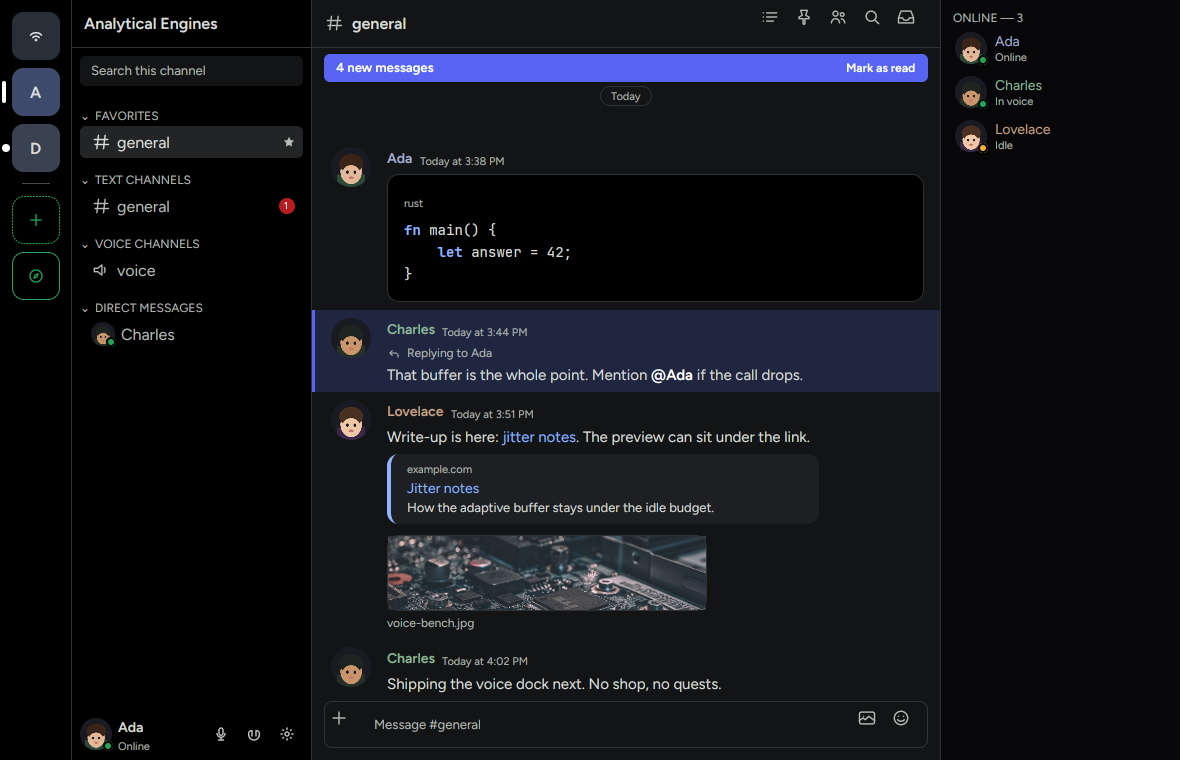 Analytical Engines
Search this channel
FAVORITES
general
TEXT CHANNELS
general
1
VOICE CHANNELS
voice
DIRECT MESSAGES
Charles
A
D
Ada
Online
# general
4 new messages
Mark as read
Today
Ada Today at 3:38 PM
rust
fn main() {
    let answer = 42;
}
Charles Today at 3:44 PM
Replying to Ada
That buffer is the whole point. Mention @Ada if the call drops.
Lovelace Today at 3:51 PM
Write-up is here: jitter notes. The preview can sit under the link.
example.com
Jitter notes
How the adaptive buffer stays under the idle budget.
voice-bench.jpg
Charles Today at 4:02 PM
Shipping the voice dock next. No shop, no quests.
Message #general
ONLINE — 3
Ada
Online
Charles
In voice
Lovelace
Idle